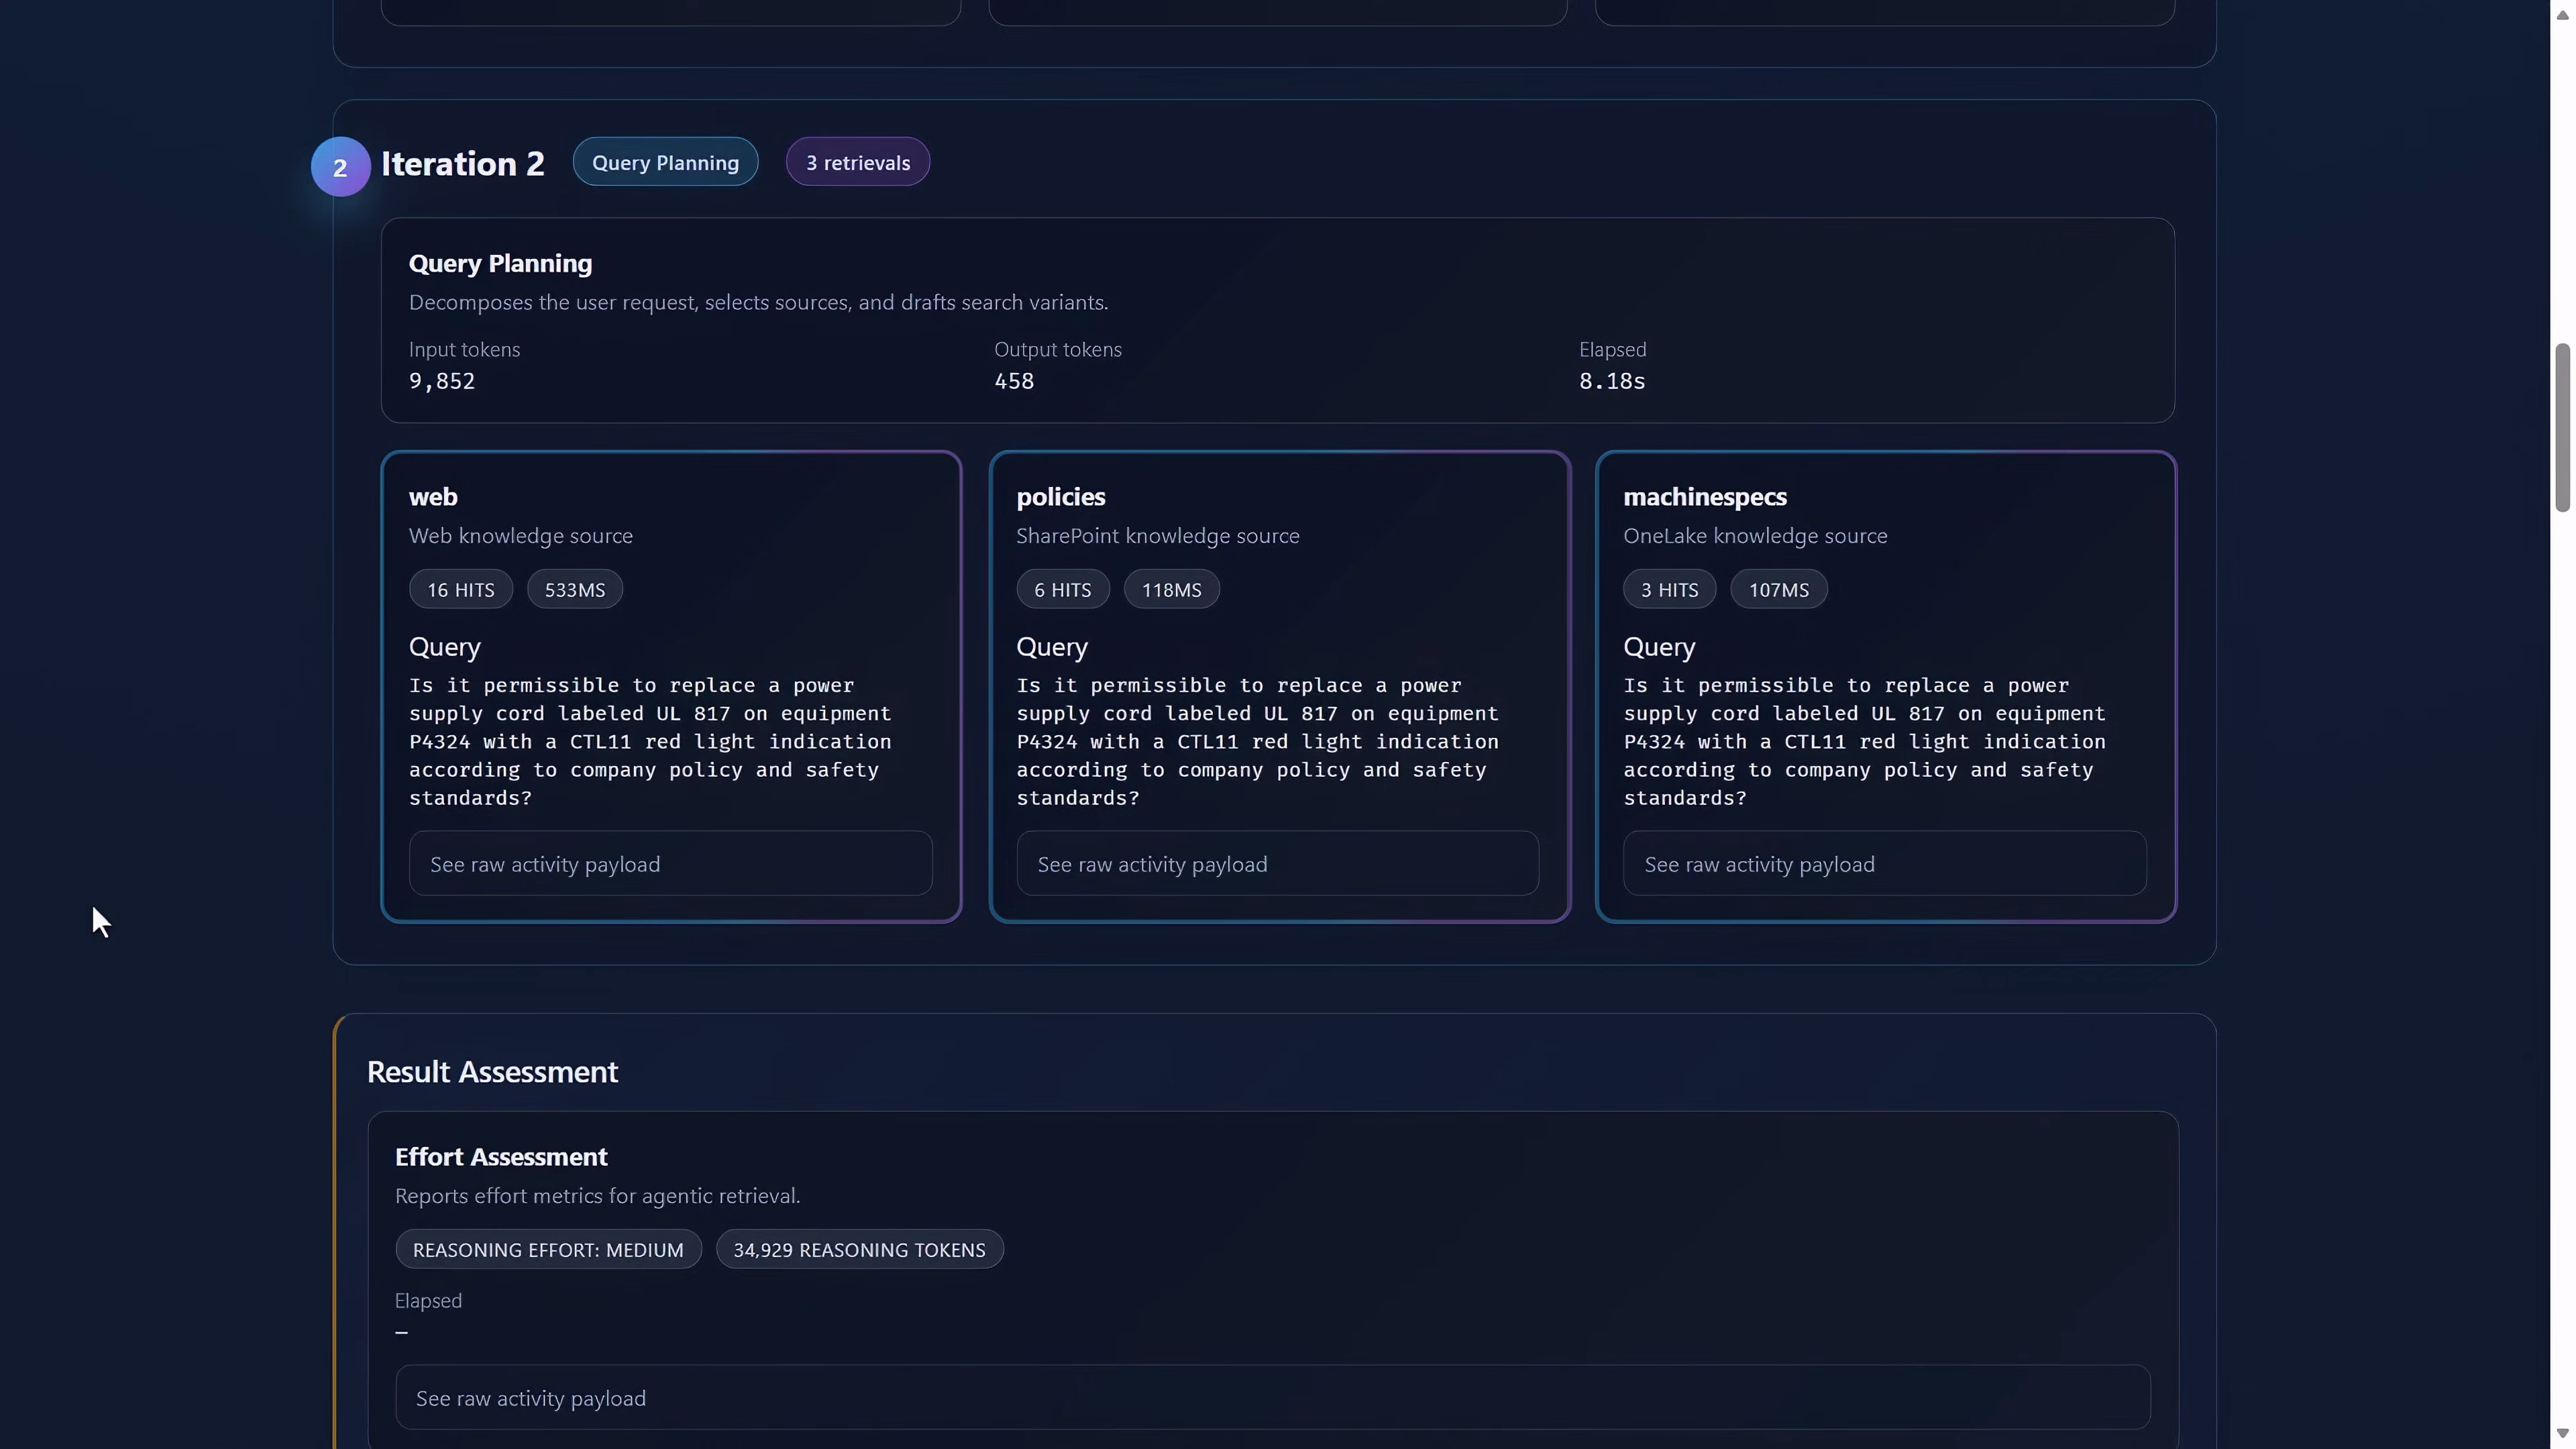 2
Iteration 2
Query Planning
3 retrievals
Query Planning
Decomposes the user request, selects sources, and drafts search variants.
Input tokens
9,852
Output tokens
458
Elapsed
8.18s
web
Web knowledge source
16 HITS
533MS
Query
Is it permissible to replace a power
supply cord labeled UL 817 on equipment
P4324 with a CTL11 red light indication
according to company policy and safety
standards?
See raw activity payload
policies
SharePoint knowledge source
6 HITS
118MS
Query
Is it permissible to replace a power
supply cord labeled UL 817 on equipment
P4324 with a CTL11 red light indication
according to company policy and safety
standards?
See raw activity payload
machinespecs
OneLake knowledge source
3 HITS
107MS
Query
Is it permissible to replace a power
supply cord labeled UL 817 on equipment
P4324 with a CTL11 red light indication
according to company policy and safety
standards?
See raw activity payload
Result Assessment
Effort Assessment
Reports effort metrics for agentic retrieval.
REASONING EFFORT: MEDIUM
34,929 REASONING TOKENS
Elapsed
—
See raw activity payload